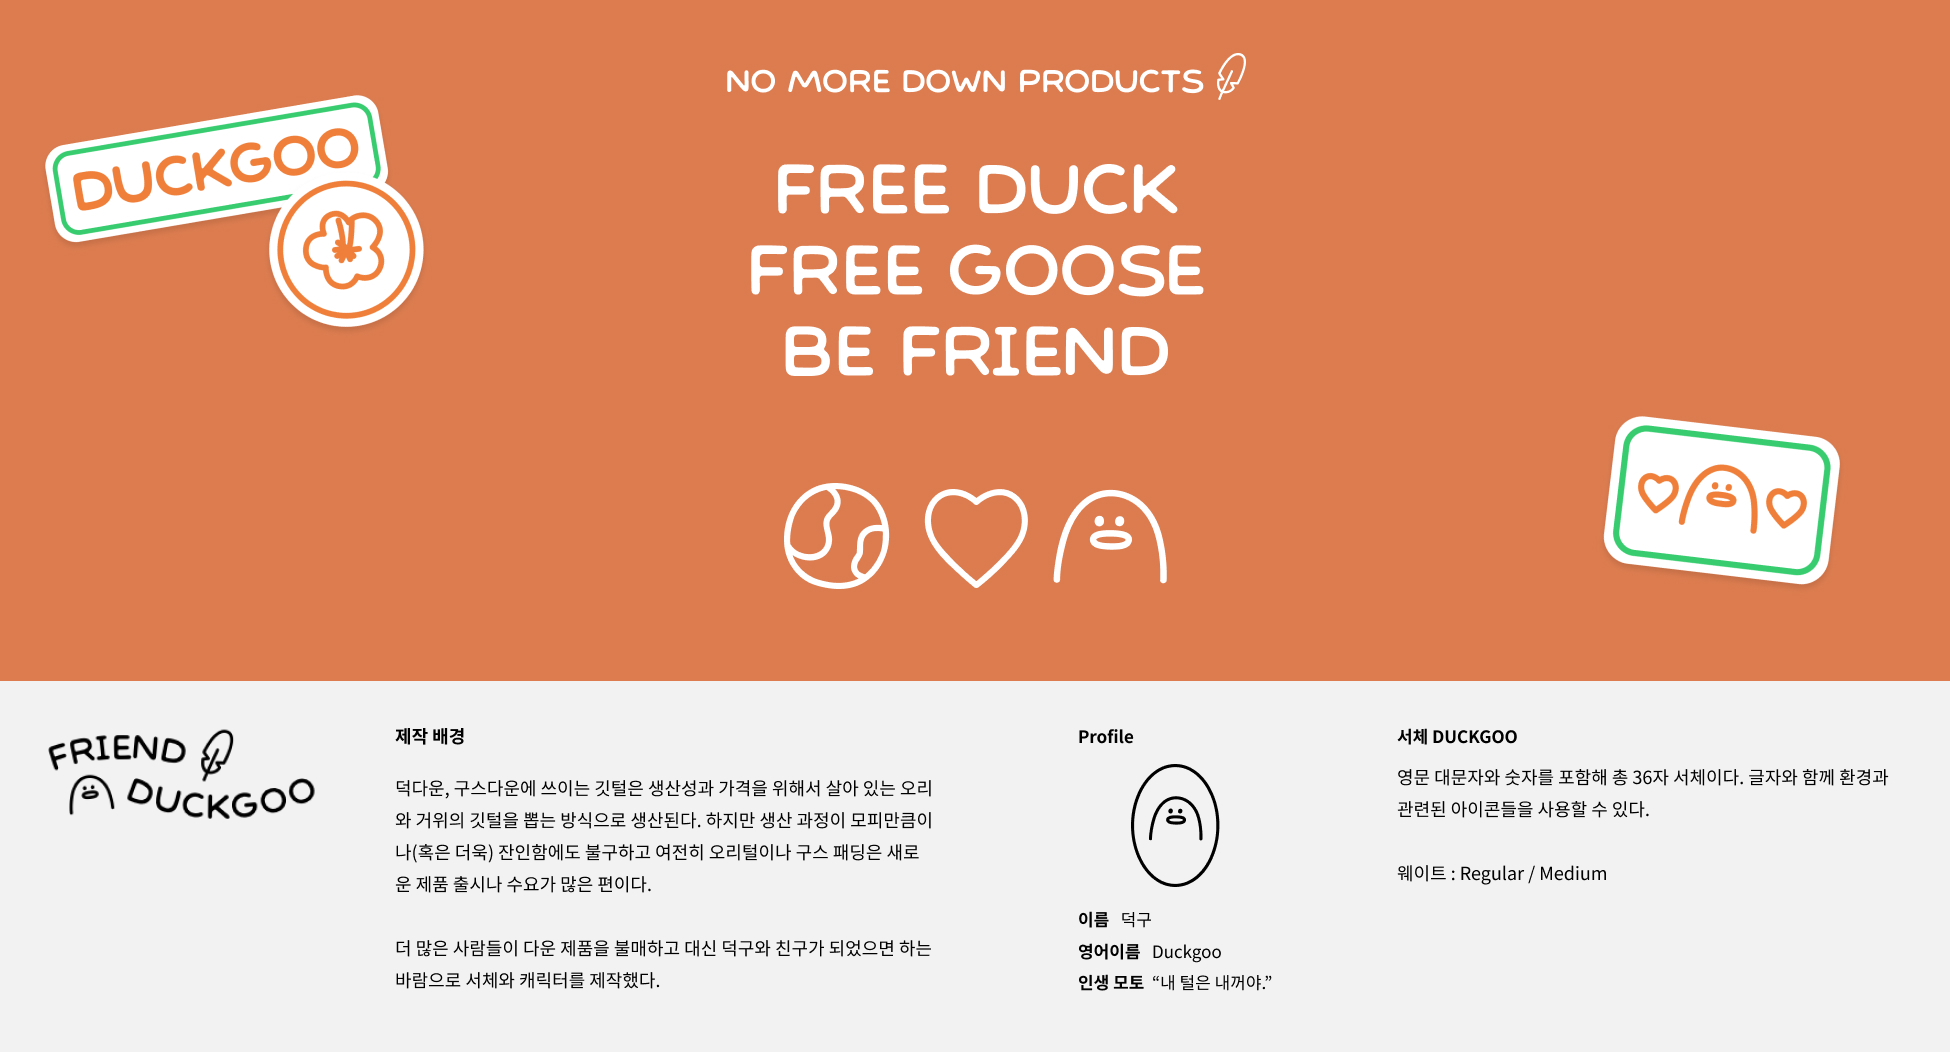 NO MORE DOWN PRODUCTS
DUCKGOO
FREE DUCK
FREE GOOSE
BE FRIEND
FRIEND
DUCKGOO
제작 배경
덕다운, 구스다운에 쓰이는 깃털은 생산성과 가격을 위해서 살아 있는 오리
와 거위의 깃털을 뽑는 방식으로 생산된다. 하지만 생산 과정이 모피만큼이
나(혹은 더욱) 잔인함에도 불구하고 여전히 오리털이나 구스 패딩은 새로
운 제품 출시나 수요가 많은 편이다.
더 많은 사람들이 다운 제품을 불매하고 대신 덕구와 친구가 되었으면 하는
바람으로 서체와 캐릭터를 제작했다.
Profile
이름 덕구
영어이름 Duckgoo
인생 모토 “내 털은 내꺼야.”
서체 DUCKGOO
영문 대문자와 숫자를 포함해 총 36자 서체이다. 글자와 함께 환경과
관련된 아이콘들을 사용할 수 있다.
웨이트 : Regular / Medium